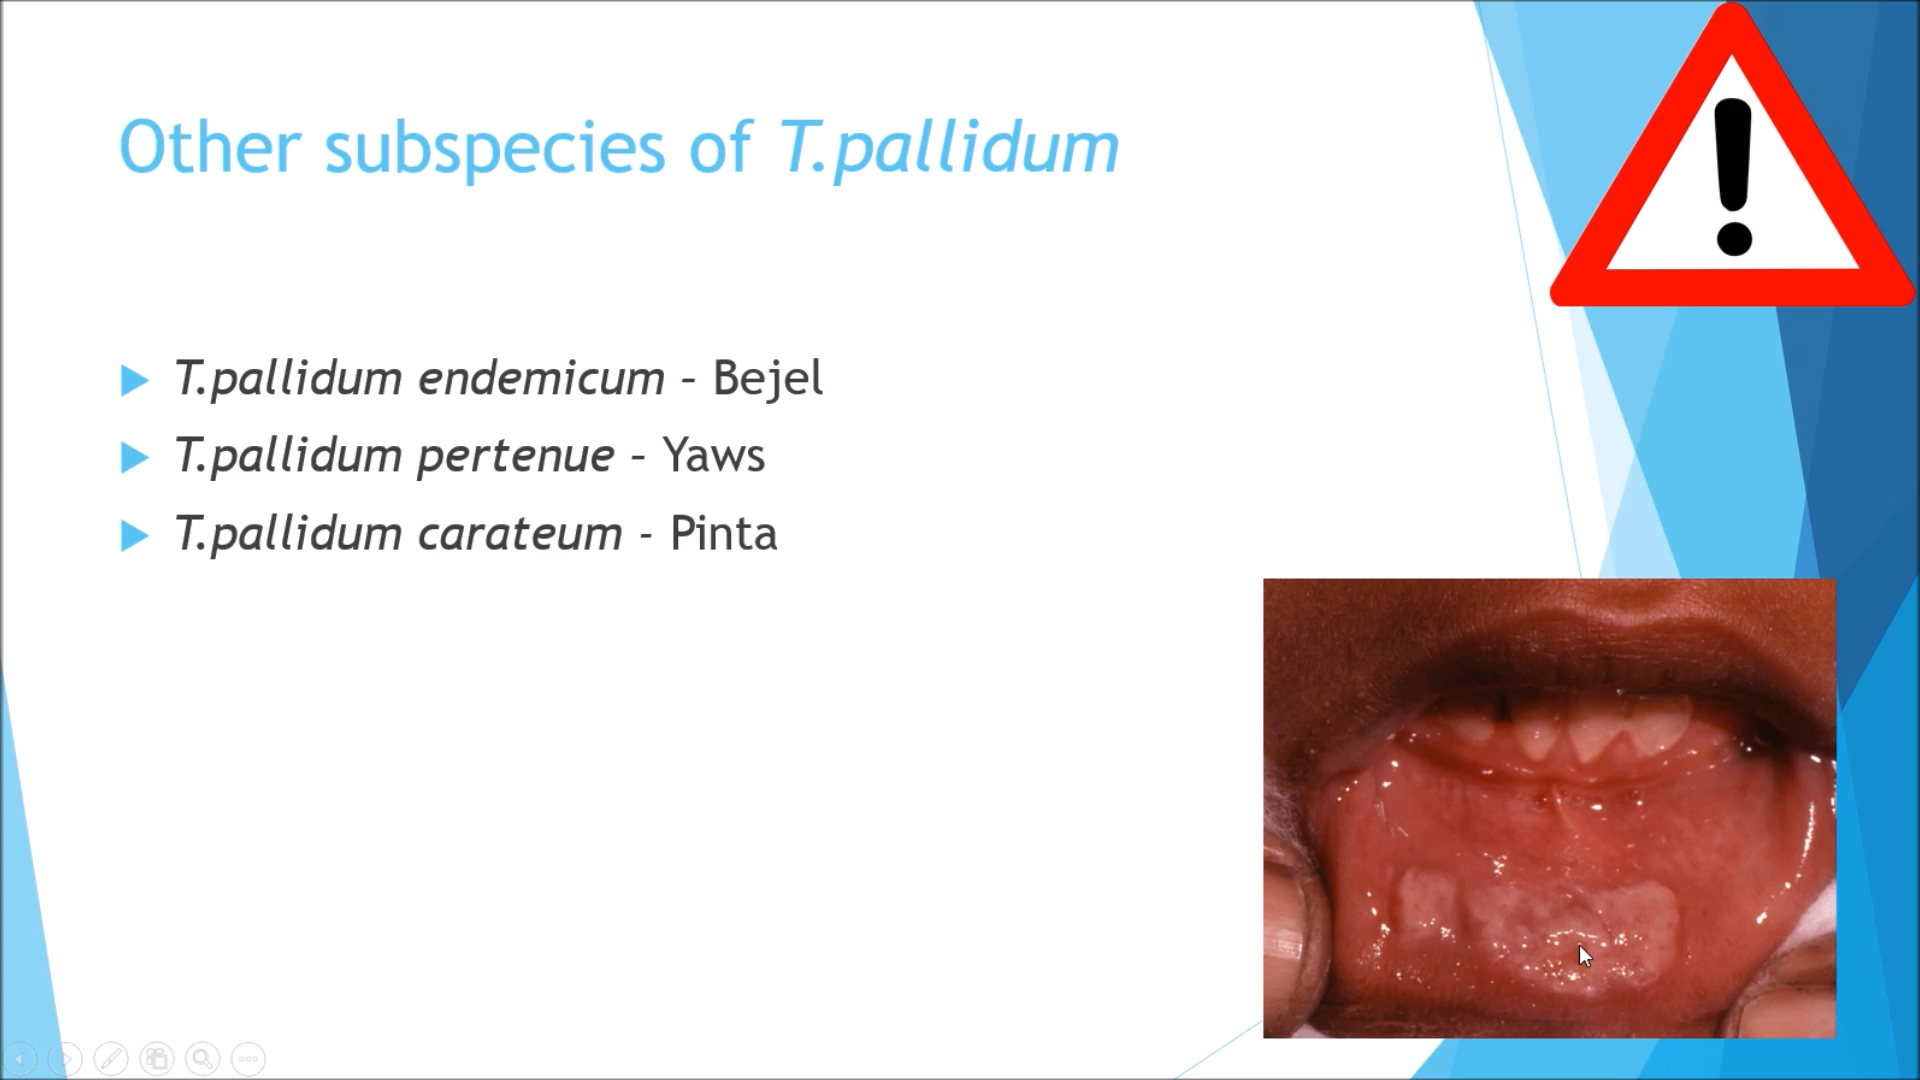 Other subspecies of T.pallidum
T.pallidum endemicum – Bejel
T.pallidum pertenue – Yaws
T.pallidum carateum - Pinta